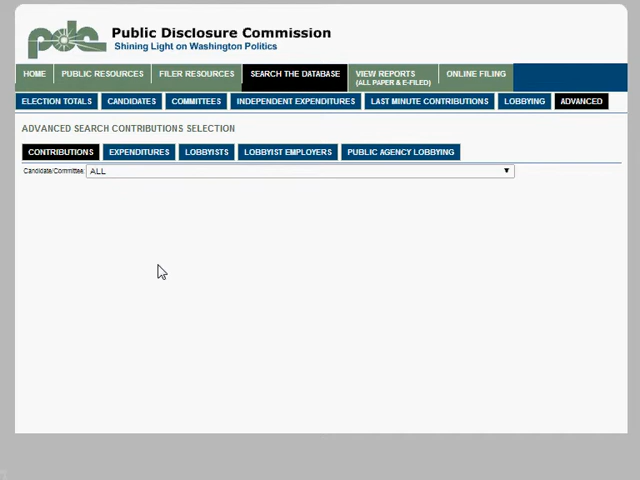 pdc
Public Disclosure Commission
Shining Light on Washington Politics
HOME PUBLIC RESOURCES FILER RESOURCES SEARCH THE DATABASE VIEW REPORTS ONLINE FILING
(ALL PAPER & E-FILED)
ELECTION TOTALS CANDIDATES COMMITTEES INDEPENDENT EXPENDITURES LAST MINUTE CONTRIBUTIONS LOBBYING ADVANCED
ADVANCED SEARCH CONTRIBUTIONS SELECTION
CONTRIBUTIONS EXPENDITURES LOBBYISTS LOBBYIST EMPLOYERS PUBLIC AGENCY LOBBYING
Candidate/Committee: ALL